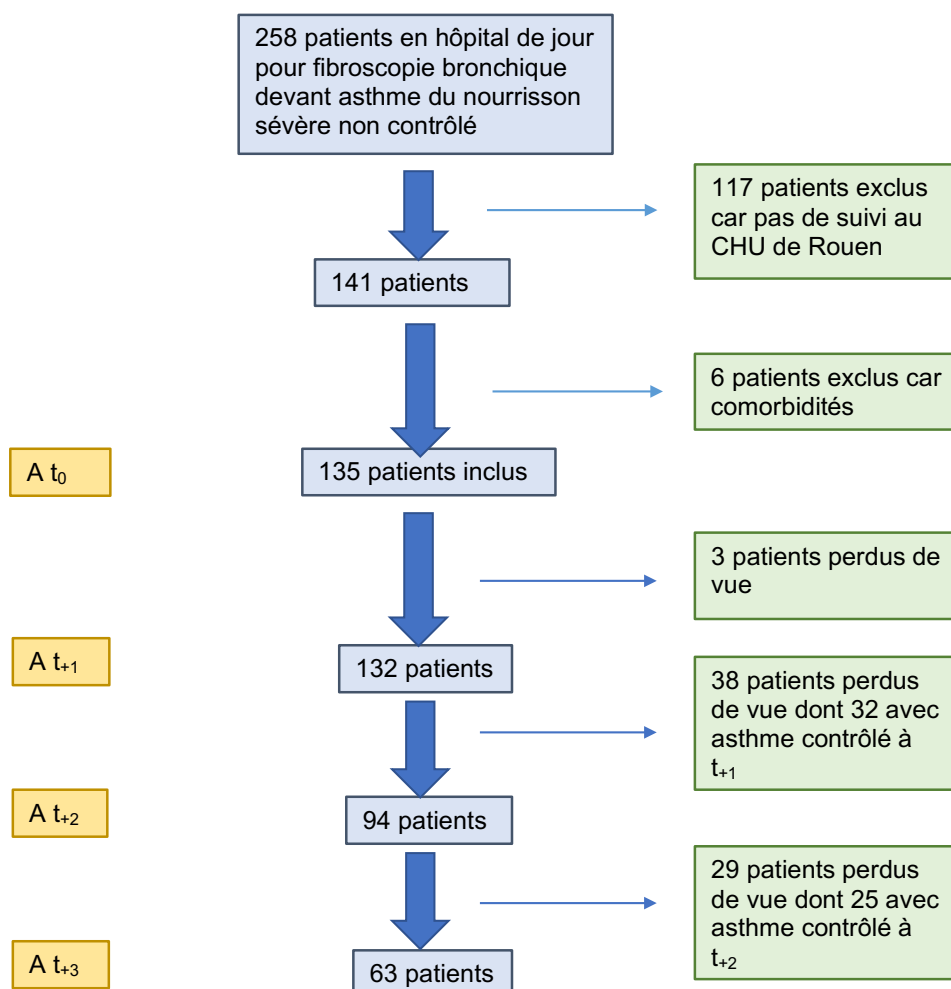 258 patients en hôpital de jour
pour fibroscopie bronchique
devant asthme du nourrisson
sévère non contrôlé
117 patients exclus
car pas de suivi au
CHU de Rouen
141 patients
6 patients exclus car
comorbidités
A t₀
135 patients inclus
3 patients perdus de
vue
A t₊₁
132 patients
38 patients perdus
de vue dont 32 avec
asthme contrôlé à
t₊₁
A t₊₂
94 patients
29 patients perdus
de vue dont 25 avec
asthme contrôlé à
t₊₂
A t₊₃
63 patients